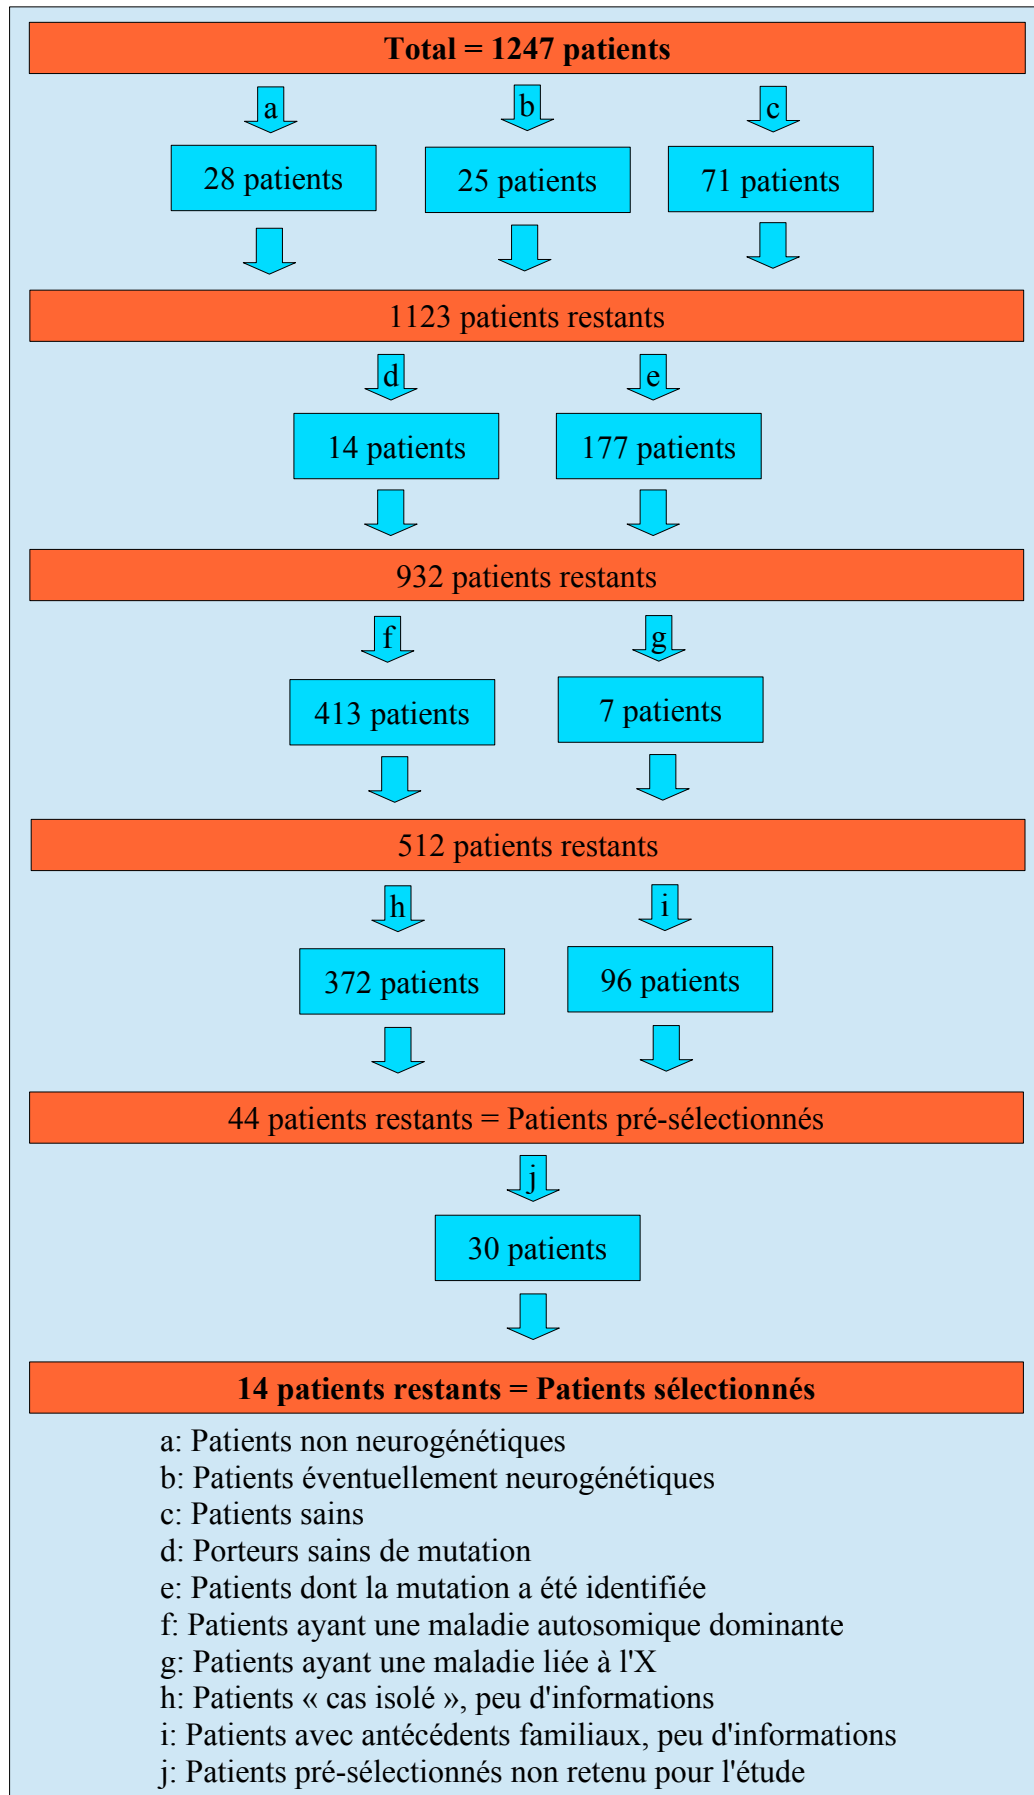 Total = 1247 patients
a b c
28 patients 25 patients 71 patients
1123 patients restants
d e
14 patients 177 patients
932 patients restants
f g
413 patients 7 patients
512 patients restants
h i
372 patients 96 patients
44 patients restants = Patients pré-sélectionnés
j
30 patients
14 patients restants = Patients sélectionnés
a: Patients non neurogénétiques
b: Patients éventuellement neurogénétiques
c: Patients sains
d: Porteurs sains de mutation
e: Patients dont la mutation a été identifiée
f: Patients ayant une maladie autosomique dominante
g: Patients ayant une maladie liée à l'X
h: Patients « cas isolé », peu d'informations
i: Patients avec antécédents familiaux, peu d'informations
j: Patients pré-sélectionnés non retenu pour l'étude